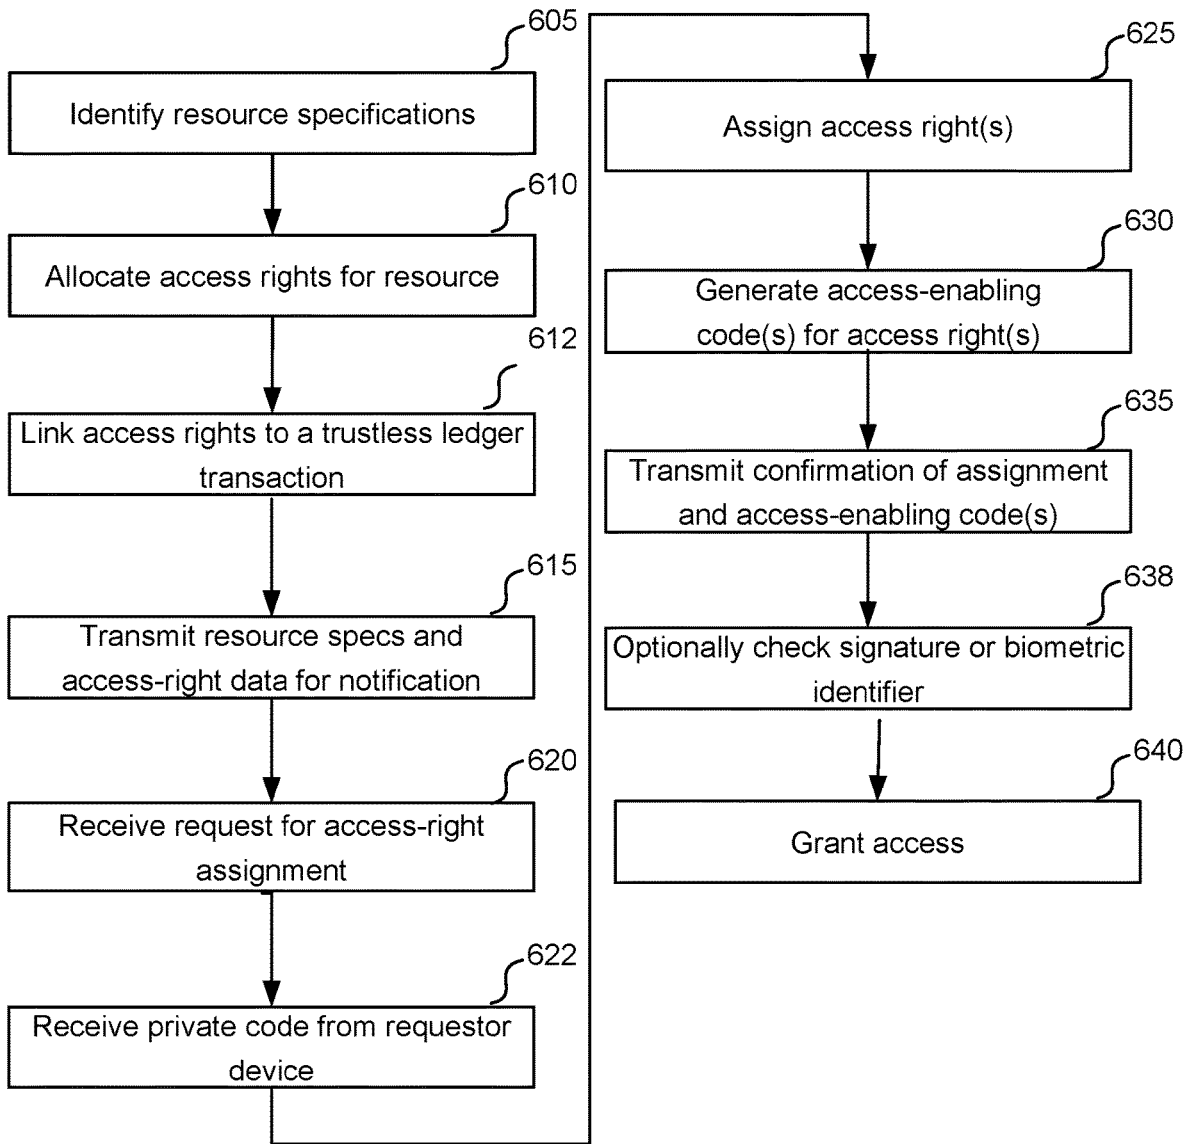 605
Identify resource specifications
610
Allocate access rights for resource
612
Link access rights to a trustless ledger
transaction
615
Transmit resource specs and
access-right data for notification
620
Receive request for access-right
assignment
622
Receive private code from requestor
device
625
Assign access right(s)
630
Generate access-enabling
code(s) for access right(s)
635
Transmit confirmation of assignment
and access-enabling code(s)
638
Optionally check signature or biometric
identifier
640
Grant access